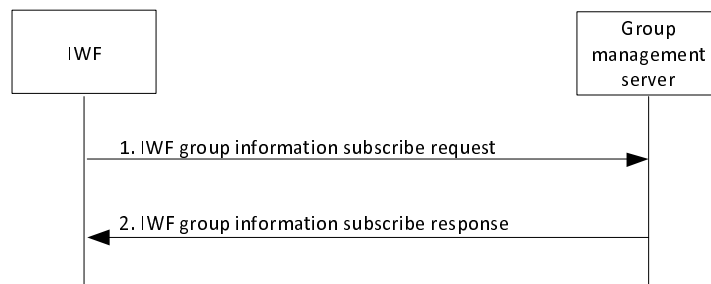 IWF
Group
management
server
1. IWF group information subscribe request
2. IWF group information subscribe response